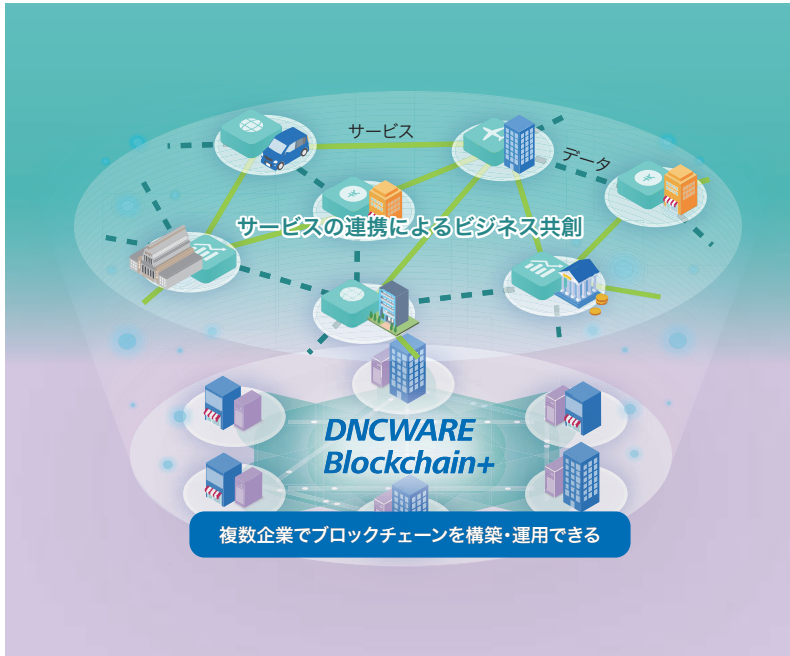 サービス
データ
サービスの連携によるビジネス共創
DNCWARE
Blockchain+
複数企業でブロックチェーンを構築・運用できる